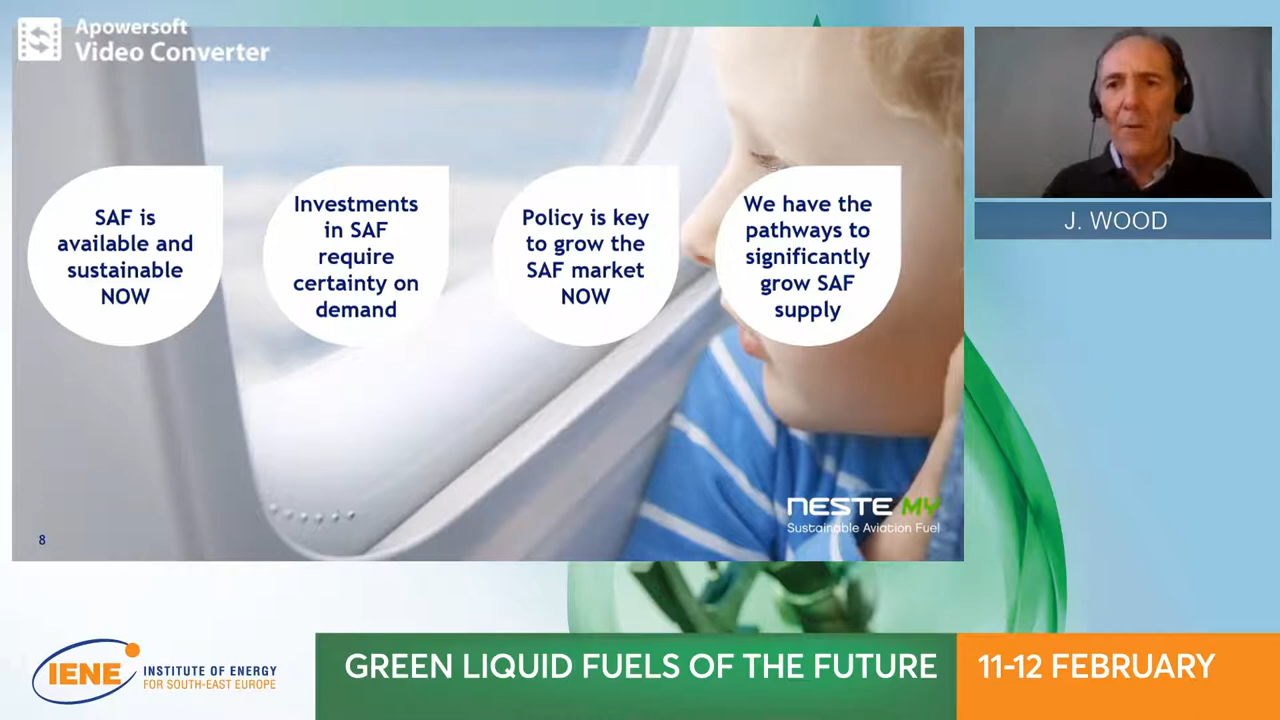 Apowersoft
Video Converter
SAF is
available and
sustainable
NOW
Investments
in SAF
require
certainty on
demand
Policy is key
to grow the
SAF market
NOW
We have the
pathways to
significantly
grow SAF
supply
NESTE MY
Sustainable Aviation Fuel
8
J. WOOD
IENE
INSTITUTE OF ENERGY
FOR SOUTH-EAST EUROPE
GREEN LIQUID FUELS OF THE FUTURE
11-12 FEBRUARY